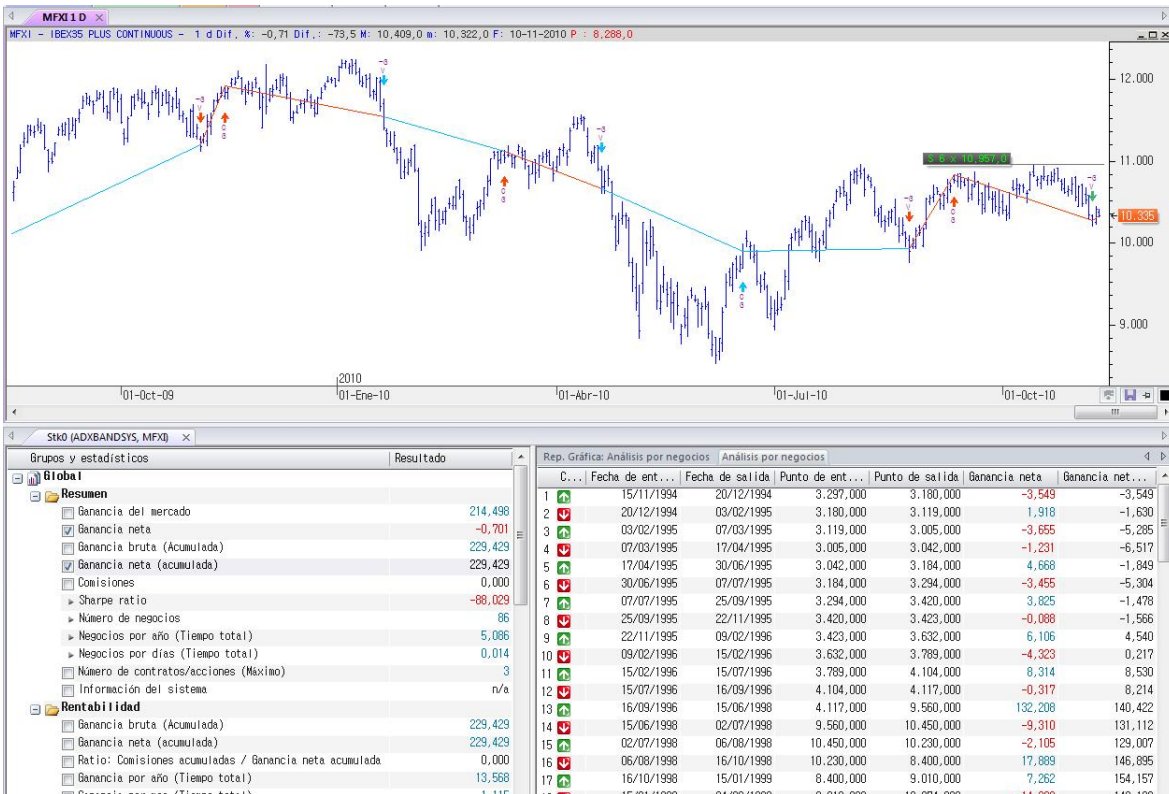 MFXI 1 D
MFXI - IBEX35 PLUS CONTINUOUS - 1 d Dif, %: -0,71 Dif,: -73,5 M: 10,409,0 m: 10,322,0 F: 10-11-2010 P : 8,288,0
-3
V
12.000
-3
V
C
6
-3
V
S 6 x 10,957,0
11.000
-3
V
C
6
-3
V
C
6
10.335
10.000
C
6
9.000
2010
01-Oct-09
01-Ene-10
01-Abr-10
01-Jul-10
01-Oct-10
Stk0 (ADXBANDSYS, MFXI)
Grupos y estadísticos Resultado
Global
Resumen
Ganancia del mercado 214,498
Ganancia neta -0,701
Ganancia bruta (Acumulada) 229,429
Ganancia neta (acumulada) 229,429
Comisiones 0,000
Sharpe ratio -88,029
Número de negocios 86
Negocios por año (Tiempo total) 5,086
Negocios por días (Tiempo total) 0,014
Número de contratos/acciones (Máximo) 3
Información del sistema n/a
Rentabilidad
Ganancia bruta (Acumulada) 229,429
Ganancia neta (acumulada) 229,429
Ratio: Comisiones acumuladas / Ganancia neta acumulada 0,000
Ganancia por año (Tiempo total) 13,568
Rep. Gráfica: Análisis por negocios Análisis por negocios
C... Fecha de ent... Fecha de salida Punto de ent... Punto de salida Ganancia neta Ganancia net...
1 15/11/1994 20/12/1994 3.297,000 3.180,000 -3,549 -3,549
2 20/12/1994 03/02/1995 3.180,000 3.119,000 1,918 -1,630
3 03/02/1995 07/03/1995 3.119,000 3.005,000 -3,655 -5,285
4 07/03/1995 17/04/1995 3.005,000 3.042,000 -1,231 -6,517
5 17/04/1995 30/06/1995 3.042,000 3.184,000 4,668 -1,849
6 30/06/1995 07/07/1995 3.184,000 3.294,000 -3,455 -5,304
7 07/07/1995 25/09/1995 3.294,000 3.420,000 3,825 -1,478
8 25/09/1995 22/11/1995 3.420,000 3.423,000 -0,088 -1,566
9 22/11/1995 09/02/1996 3.423,000 3.632,000 6,106 4,540
10 09/02/1996 15/02/1996 3.632,000 3.789,000 -4,323 0,217
11 15/02/1996 15/07/1996 3.789,000 4.104,000 8,314 8,530
12 15/07/1996 16/09/1996 4.104,000 4.117,000 -0,317 8,214
13 16/09/1996 15/06/1998 4.117,000 9.560,000 132,208 140,422
14 15/06/1998 02/07/1998 9.560,000 10.450,000 -9,310 131,112
15 02/07/1998 06/08/1998 10.450,000 10.230,000 -2,105 129,007
16 06/08/1998 16/10/1998 10.230,000 8.400,000 17,889 146,895
17 16/10/1998 15/01/1999 8.400,000 9.010,000 7,262 154,157